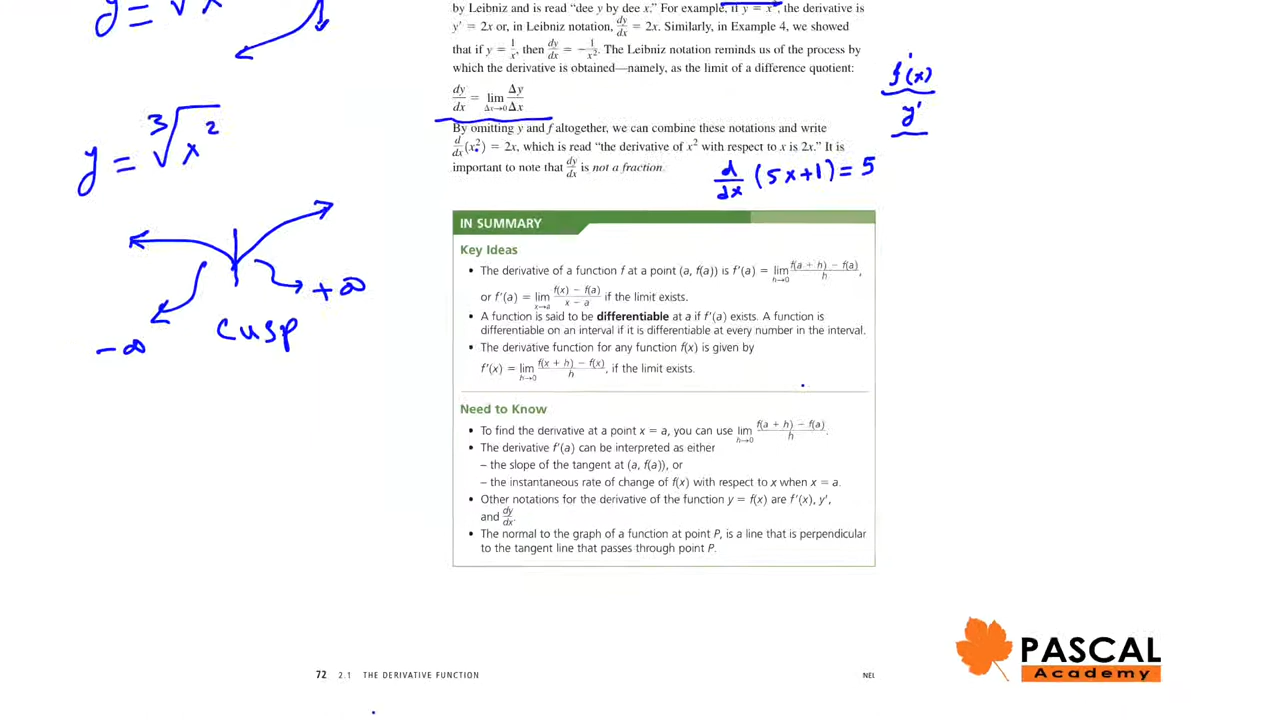 y = √x
by Leibniz and is read “dee y by dee x.” For example, if y = x², the derivative is
y′ = 2x or, in Leibniz notation, dy/dx = 2x. Similarly, in Example 4, we showed
that if y = 1/x, then dy/dx = −1/x². The Leibniz notation reminds us of the process by
which the derivative is obtained—namely, as the limit of a difference quotient:
dy/dx = lim Δx→0 Δy/Δx
By omitting y and f altogether, we can combine these notations and write
d/dx(x²) = 2x, which is read “the derivative of x² with respect to x is 2x.” It is
important to note that dy/dx is not a fraction.
f'(x)
y'
d/dx (5x+1) = 5
y = ∛x²
+∞
-∞
cusp
IN SUMMARY
Key Ideas
• The derivative of a function f at a point (a, f(a)) is f′(a) = lim h→0 f(a + h) − f(a)/h,
or f′(a) = lim x→a f(x) − f(a)/x − a if the limit exists.
• A function is said to be differentiable at a if f′(a) exists. A function is
differentiable on an interval if it is differentiable at every number in the interval.
• The derivative function for any function f(x) is given by
f′(x) = lim h→0 f(x + h) − f(x)/h, if the limit exists.
Need to Know
• To find the derivative at a point x = a, you can use lim h→0 f(a + h) − f(a)/h.
• The derivative f′(a) can be interpreted as either
– the slope of the tangent at (a, f(a)), or
– the instantaneous rate of change of f(x) with respect to x when x = a.
• Other notations for the derivative of the function y = f(x) are f′(x), y′,
and dy/dx.
• The normal to the graph of a function at point P, is a line that is perpendicular
to the tangent line that passes through point P.
PASCAL
Academy
72 2.1 THE DERIVATIVE FUNCTION
NEL